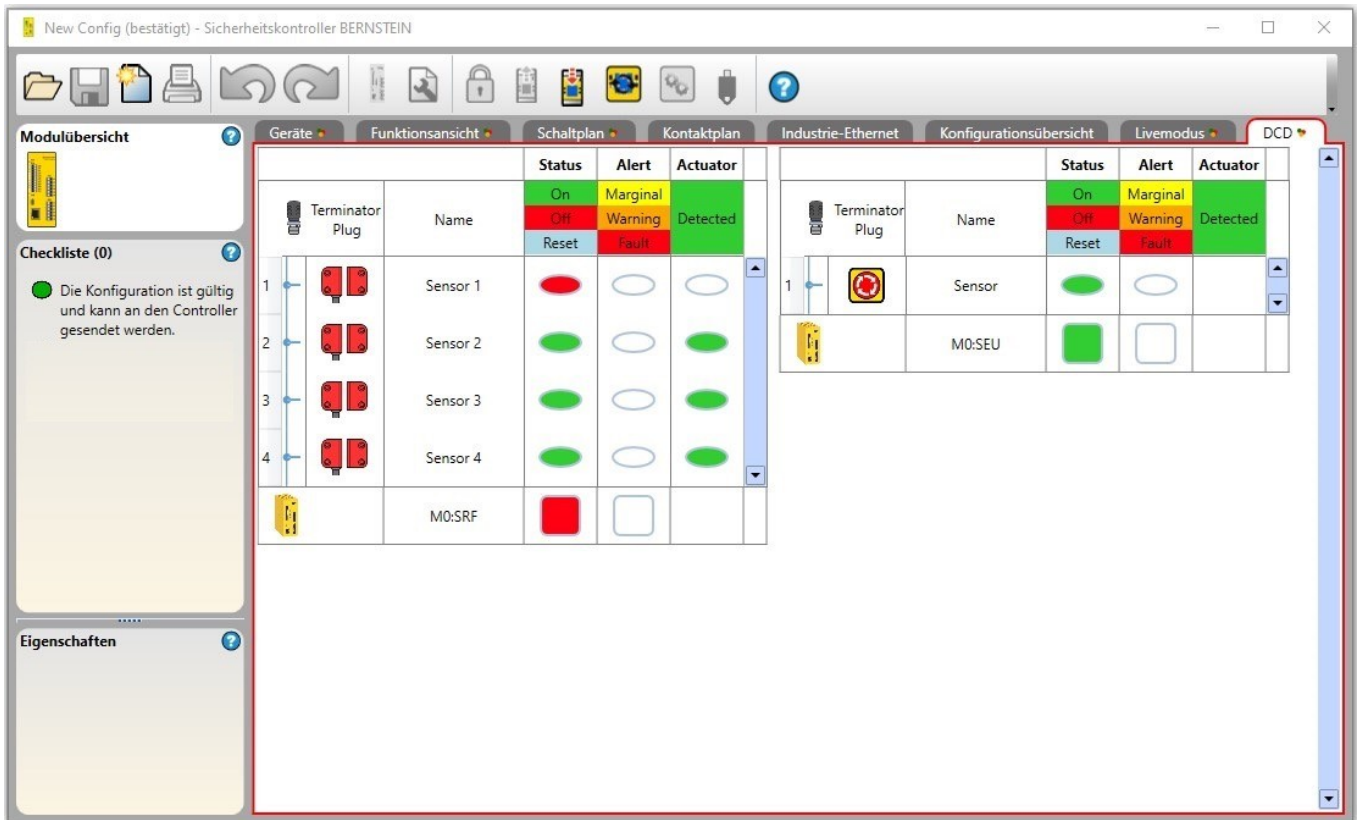 New Config (bestätigt) - Sicherheitskontroller BERNSTEIN
Modulübersicht
Checkliste (0)
Die Konfiguration ist gültig
und kann an den Controller
gesendet werden.
Eigenschaften
Geräte Funktionsansicht Schaltplan Kontaktplan Industrie-Ethernet Konfigurationsübersicht Livemodus DCD
Status Alert Actuator
Terminator
Plug
Name
On Marginal
Off Warning Detected
Reset Fault
1 Sensor 1
2 Sensor 2
3 Sensor 3
4 Sensor 4
M0:SRF
Status Alert Actuator
Terminator
Plug
Name
On Marginal
Off Warning Detected
Reset Fault
1 Sensor
M0:SEU